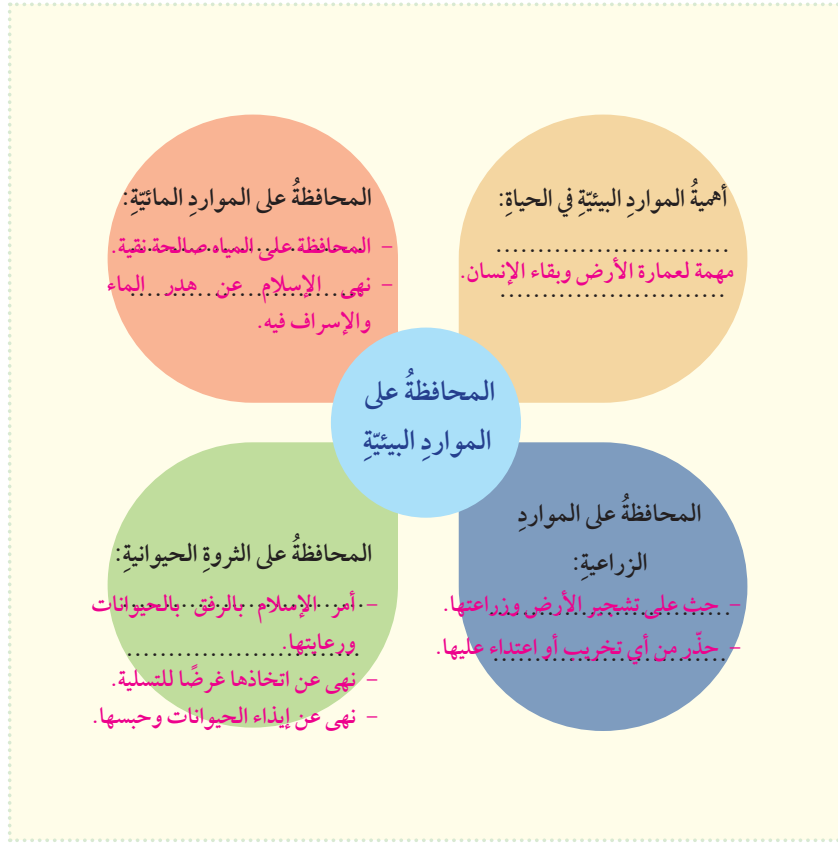 أهميةُ المواردِ البيئيّةِ في الحياةِ:
مهمة لعمارة الأرض وبقاء الإنسان.
المحافظةُ على المواردِ المائيّةِ:
– المحافظة على المياه صالحة نقية.
– نهى الإسلام عن هدر الماء
والإسراف فيه.
المحافظةُ على
المواردِ البيئيّةِ
المحافظةُ على المواردِ
الزراعيةِ:
– حث على تشجير الأرض وزراعتها.
– حذّر من أي تخريب أو اعتداء عليها.
المحافظةُ على الثروةِ الحيوانيةِ:
– أمر الإسلام بالرفق بالحيوانات
ورعايتها.
– نهى عن اتخاذها غرضًا للتسلية.
– نهى عن إيذاء الحيوانات وحبسها.